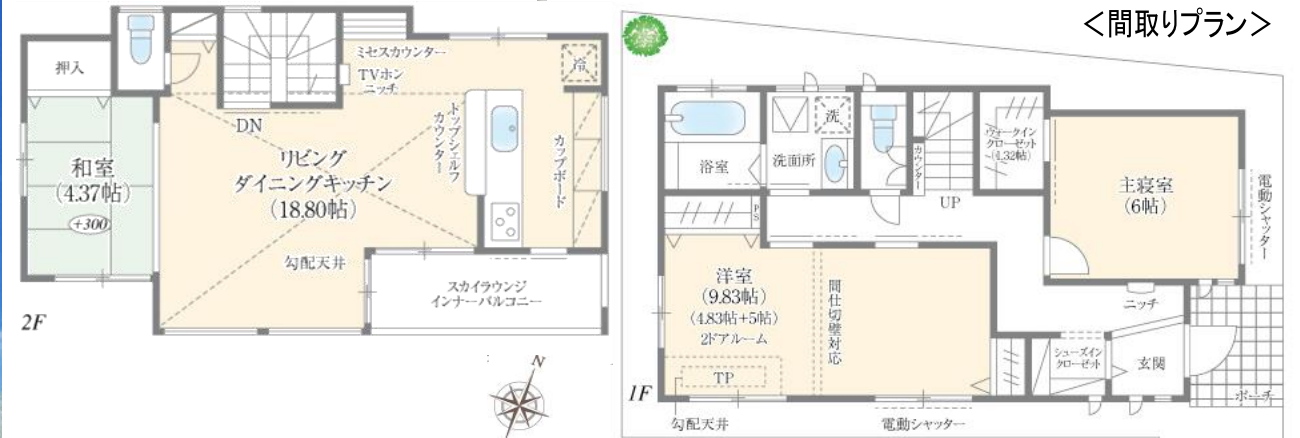 <間取りプラン>
押入
和室
(4.37帖)
+300
DN
リビング
ダイニングキッチン
(18.80帖)
勾配天井
ミセスカウンター
TVホン
ニッチ
トップシェルフ
カウンター
冷
カップボード
スカイラウンジ
インナーバルコニー
2F
N
浴室
洗面所
洗
カウンター
UP
ウォークイン
クローゼット
(1.32帖)
主寝室
(6帖)
電動シャッター
PS
洋室
(9.83帖)
(4.83帖+5帖)
2ドアルーム
間仕切壁対応
TP
ニッチ
シューズイン
クローゼット
玄関
ポーチ
1F
勾配天井
電動シャッター